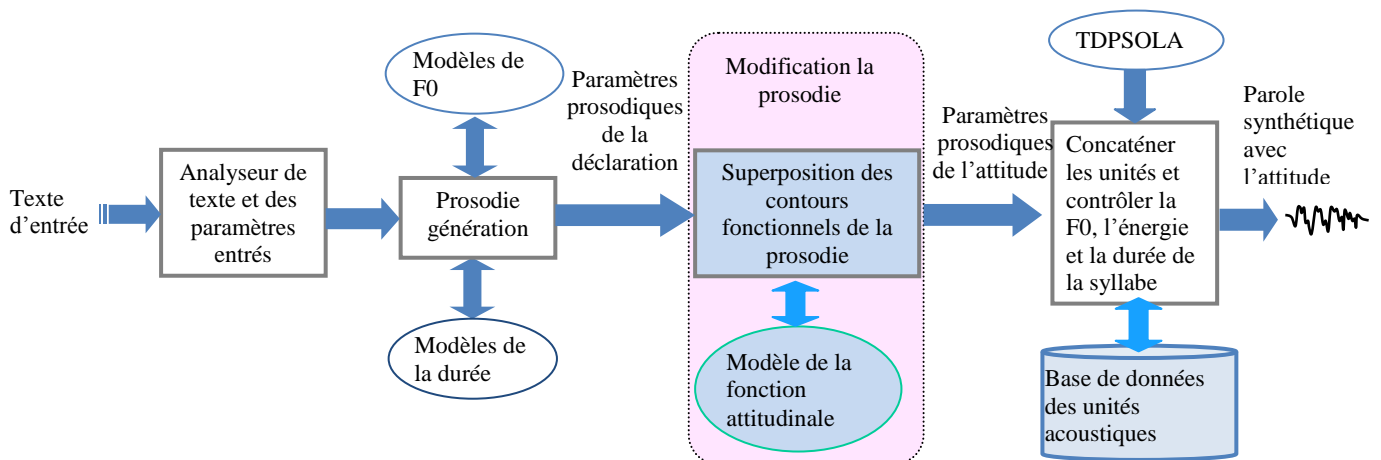 Texte
d'entrée
Analyseur de
texte et des
paramètres
entrés
Modèles de
F0
Prosodie
génération
Modèles de
la durée
Paramètres
prosodiques
de la
déclaration
Modification la
prosodie
Superposition des
contours
fonctionnels de la
prosodie
Modèle de la
fonction
attitudinale
Paramètres
prosodiques
de l'attitude
TDPSOLA
Concaténer
les unités et
contrôler la
F0, l'énergie
et la durée de
la syllabe
Base de données
des unités
acoustiques
Parole
synthétique
avec
l'attitude